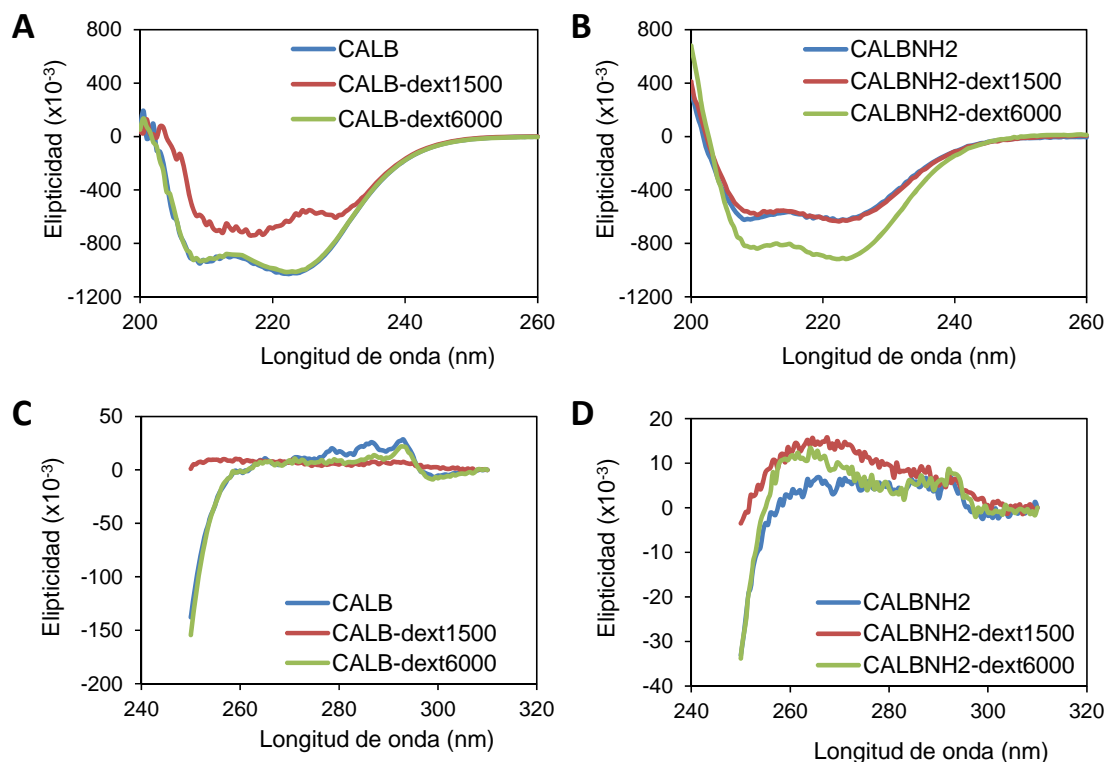 A
Elipticidad (x10-3)
800
400
0
-400
-800
-1200
CALB
CALB-dext1500
CALB-dext6000
200 220 240 260
Longitud de onda (nm)
B
Elipticidad (x10-3)
800
400
0
-400
-800
-1200
CALBNH2
CALBNH2-dext1500
CALBNH2-dext6000
200 220 240 260
Longitud de onda (nm)
C
Elipticidad (x10-3)
50
0
-50
-100
-150
-200
CALB
CALB-dext1500
CALB-dext6000
240 260 280 300 320
Longitud de onda (nm)
D
Elipticidad (x10-3)
20
10
0
-10
-20
-30
-40
CALBNH2
CALBNH2-dext1500
CALBNH2-dext6000
240 260 280 300 320
Longitud de onda (nm)